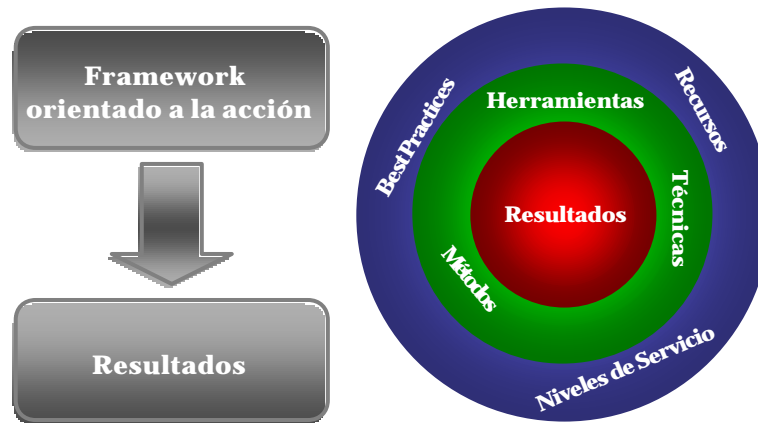 Framework
orientado a la acción
Resultados
Best Practices
Recursos
Herramientas
Técnicas
Resultados
Métodos
Niveles de Servicio